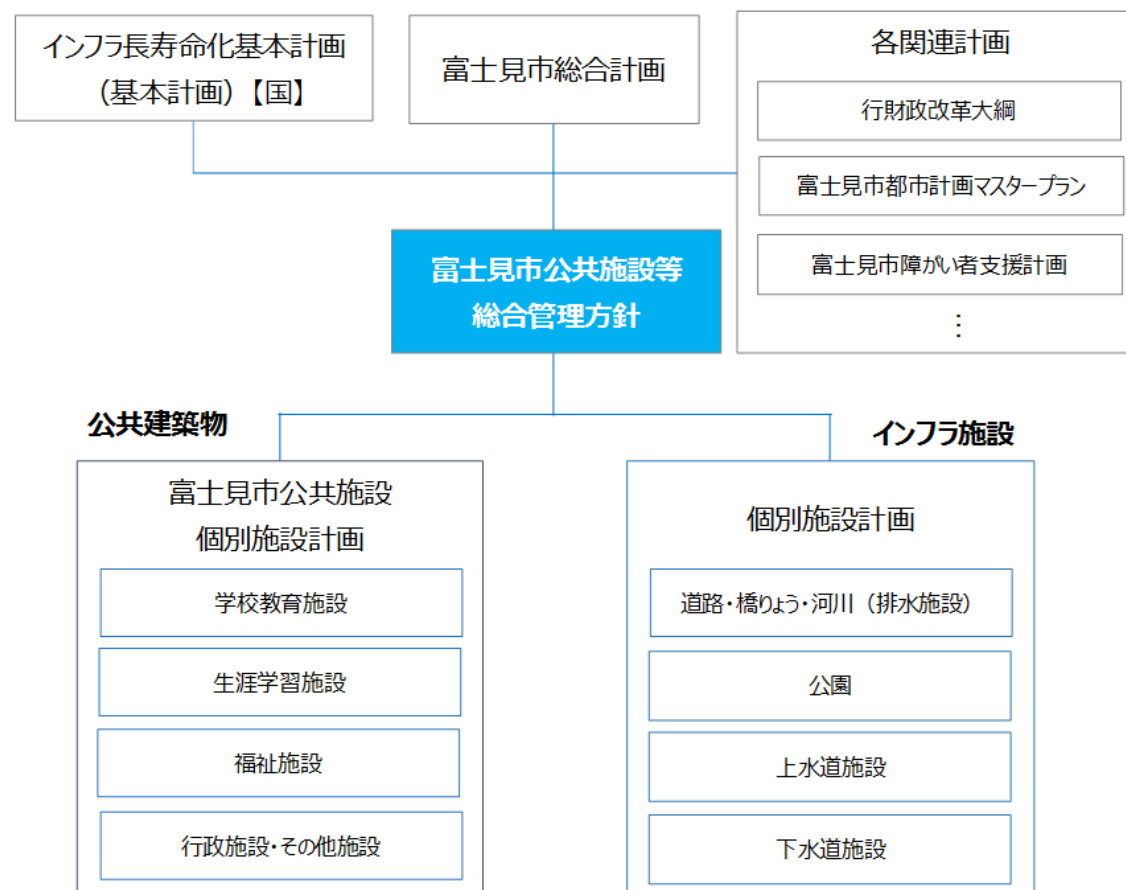 インフラ長寿命化基本計画
（基本計画）【国】
富士見市総合計画
各関連計画
行財政改革大綱
富士見市都市計画マスタープラン
富士見市障がい者支援計画
⋮
富士見市公共施設等
総合管理方針
公共建築物
富士見市公共施設
個別施設計画
学校教育施設
生涯学習施設
福祉施設
行政施設・その他施設
インフラ施設
個別施設計画
道路・橋りょう・河川（排水施設）
公園
上水道施設
下水道施設